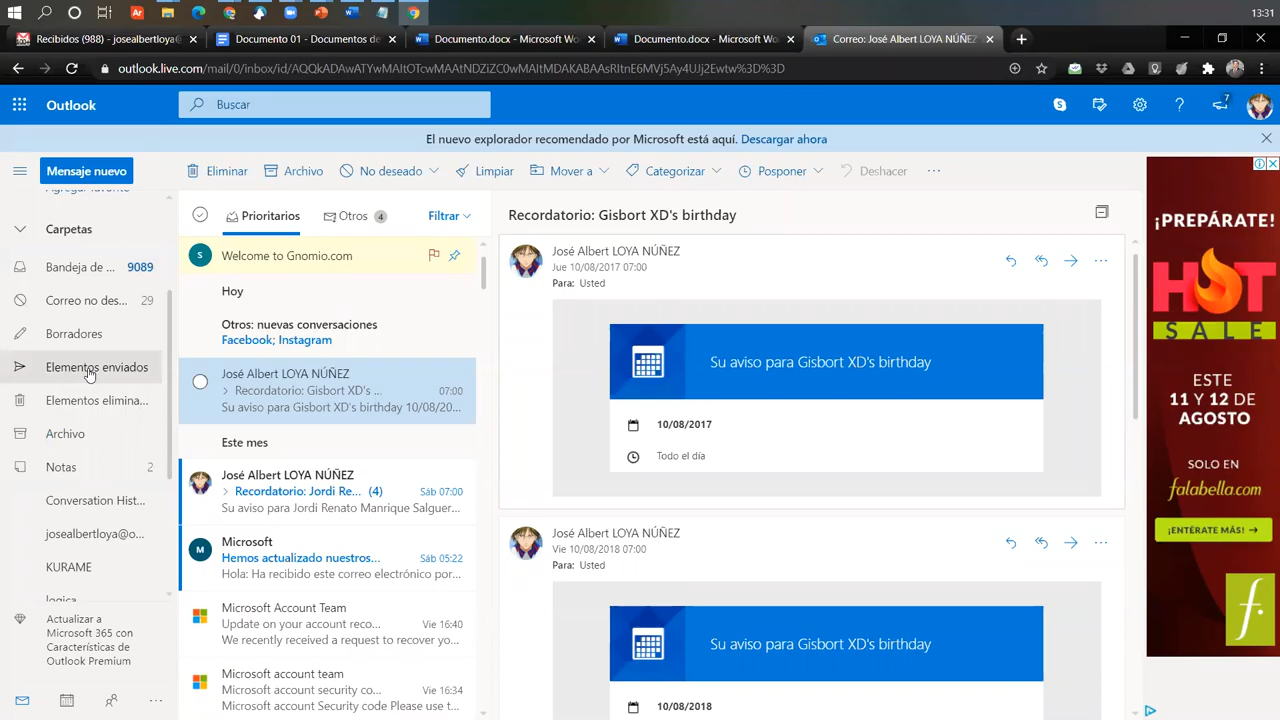 13:31
Recibidos (988) - josealbertloya@
Documento 01 - Documentos de
Documento.docx - Microsoft Wo
Documento.docx - Microsoft Wo
Correo: José Albert LOYA NÚÑEZ
outlook.live.com/mail/0/inbox/id/AQQkADAwATYwMAItOTcwMAAtNDZiZC0wMAItMDAKABAAsRJtnE6MVj5Ay4UJj2Ewtw%3D%3D
Outlook
Buscar
7
El nuevo explorador recomendado por Microsoft está aquí. Descargar ahora
Mensaje nuevo
Eliminar
Archivo
No deseado
Limpiar
Mover a
Categorizar
Posponer
Deshacer
Agregar favorito
Carpetas
Bandeja de ... 9089
Correo no des... 29
Borradores
Elementos enviados
Elementos elimina...
Archivo
Notas 2
Conversation Hist...
josealbertloya@o...
KURAME
logica
Actualizar a
Microsoft 365 con
Características de
Outlook Premium
Prioritarios
Otros 4
Filtrar
S
Welcome to Gnomio.com
Hoy
Otros: nuevas conversaciones
Facebook; Instagram
José Albert LOYA NÚÑEZ
Recordatorio: Gisbort XD's ... 07:00
Su aviso para Gisbort XD's birthday 10/08/20...
Este mes
José Albert LOYA NÚÑEZ
Recordatorio: Jordi Re... (4) Sáb 07:00
Su aviso para Jordi Renato Manrique Salguer...
M
Microsoft
Hemos actualizado nuestros... Sáb 05:22
Hola: Ha recibido este correo electrónico por...
Microsoft Account Team
Update on your account reco... Vie 16:40
We recently received a request to recover yo...
Microsoft account team
Microsoft account security co... Vie 16:34
Microsoft account Security code Please use t...
Recordatorio: Gisbort XD's birthday
José Albert LOYA NÚÑEZ
Jue 10/08/2017 07:00
Para: Usted
Su aviso para Gisbort XD's birthday
10/08/2017
Todo el día
José Albert LOYA NÚÑEZ
Vie 10/08/2018 07:00
Para: Usted
Su aviso para Gisbort XD's birthday
10/08/2018
¡PREPÁRATE!
HOT
SALE
ESTE
11 Y 12 DE
AGOSTO
SOLO EN
falabella.com
¡ENTÉRATE MÁS! →
f.